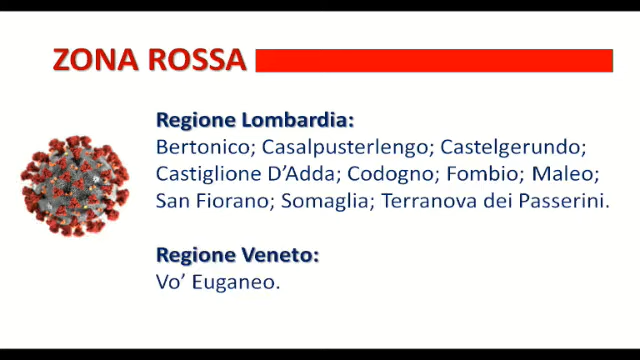 ZONA ROSSA
Regione Lombardia:
Bertonico; Casalpusterlengo; Castelgerundo;
Castiglione D’Adda; Codogno; Fombio; Maleo;
San Fiorano; Somaglia; Terranova dei Passerini.
Regione Veneto:
Vo’ Euganeo.